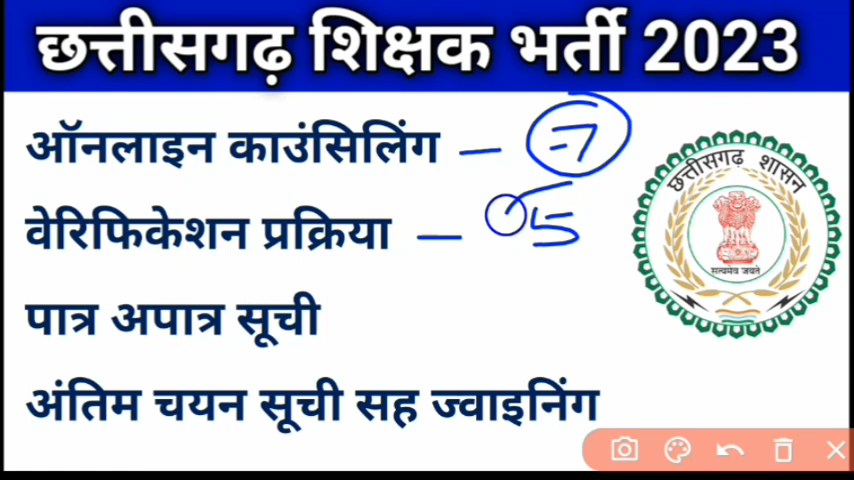 छत्तीसगढ़ शिक्षक भर्ती 2023
ऑनलाइन काउंसिलिंग – 7
वेरिफिकेशन प्रक्रिया – 5
पात्र अपात्र सूची
अंतिम चयन सूची सह ज्वाइनिंग
छत्तीसगढ़ शासन
सत्यमेव जयते